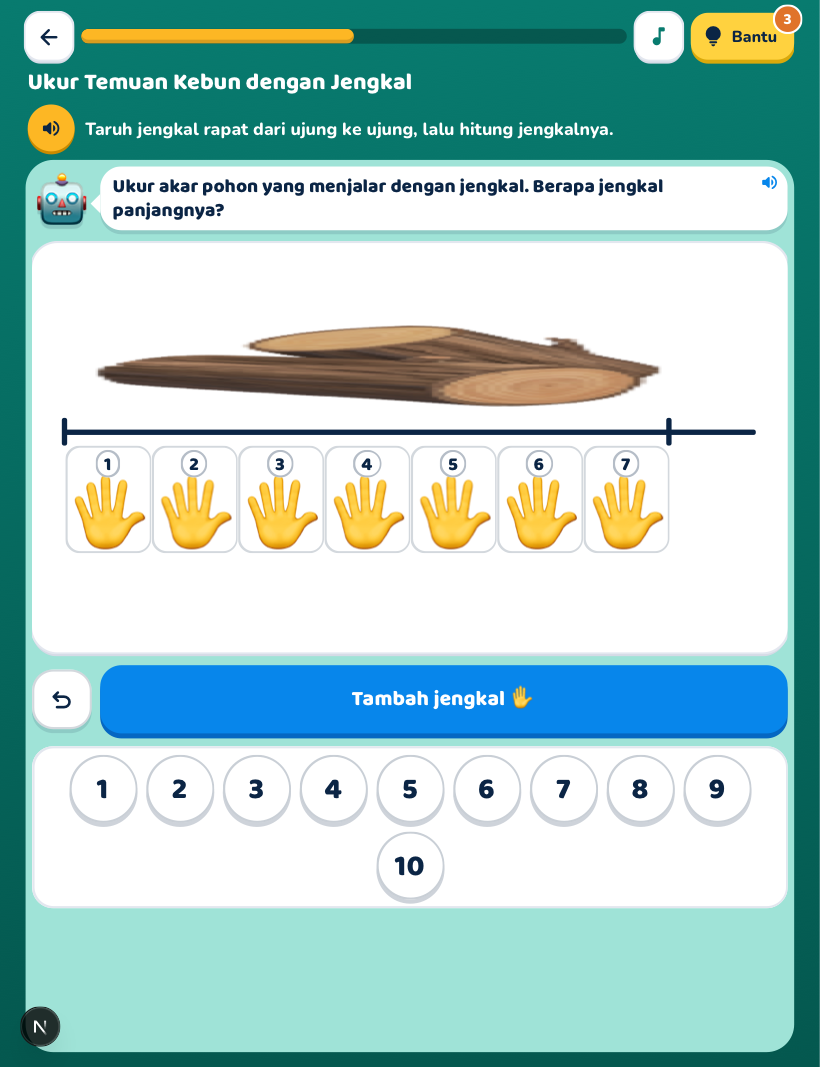 3
Bantu
Ukur Temuan Kebun dengan Jengkal
Taruh jengkal rapat dari ujung ke ujung, lalu hitung jengkalnya.
Ukur akar pohon yang menjalar dengan jengkal. Berapa jengkal
panjangnya?
1 2 3 4 5 6 7
Tambah jengkal
1 2 3 4 5 6 7 8 9
10
N